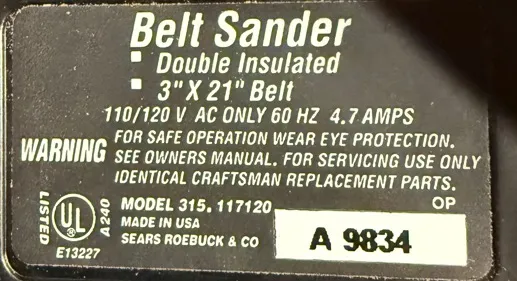 Belt Sander
▪ Double Insulated
▪ 3" X 21" Belt
110/120 V AC ONLY 60 HZ 4.7 AMPS
WARNING FOR SAFE OPERATION WEAR EYE PROTECTION.
SEE OWNERS MANUAL. FOR SERVICING USE ONLY
IDENTICAL CRAFTSMAN REPLACEMENT PARTS.
LISTED UL A240
E13227
MODEL 315.117120 OP
MADE IN USA
SEARS ROEBUCK & CO
A 9834